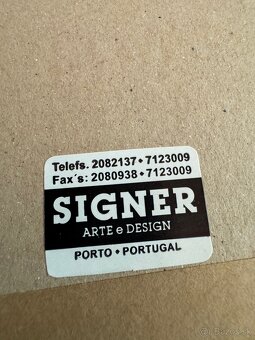 Telefs. 2082137 • 7123009
Fax´s: 2080938 • 7123009
SIGNER
ARTE e DESIGN
PORTO • PORTUGAL